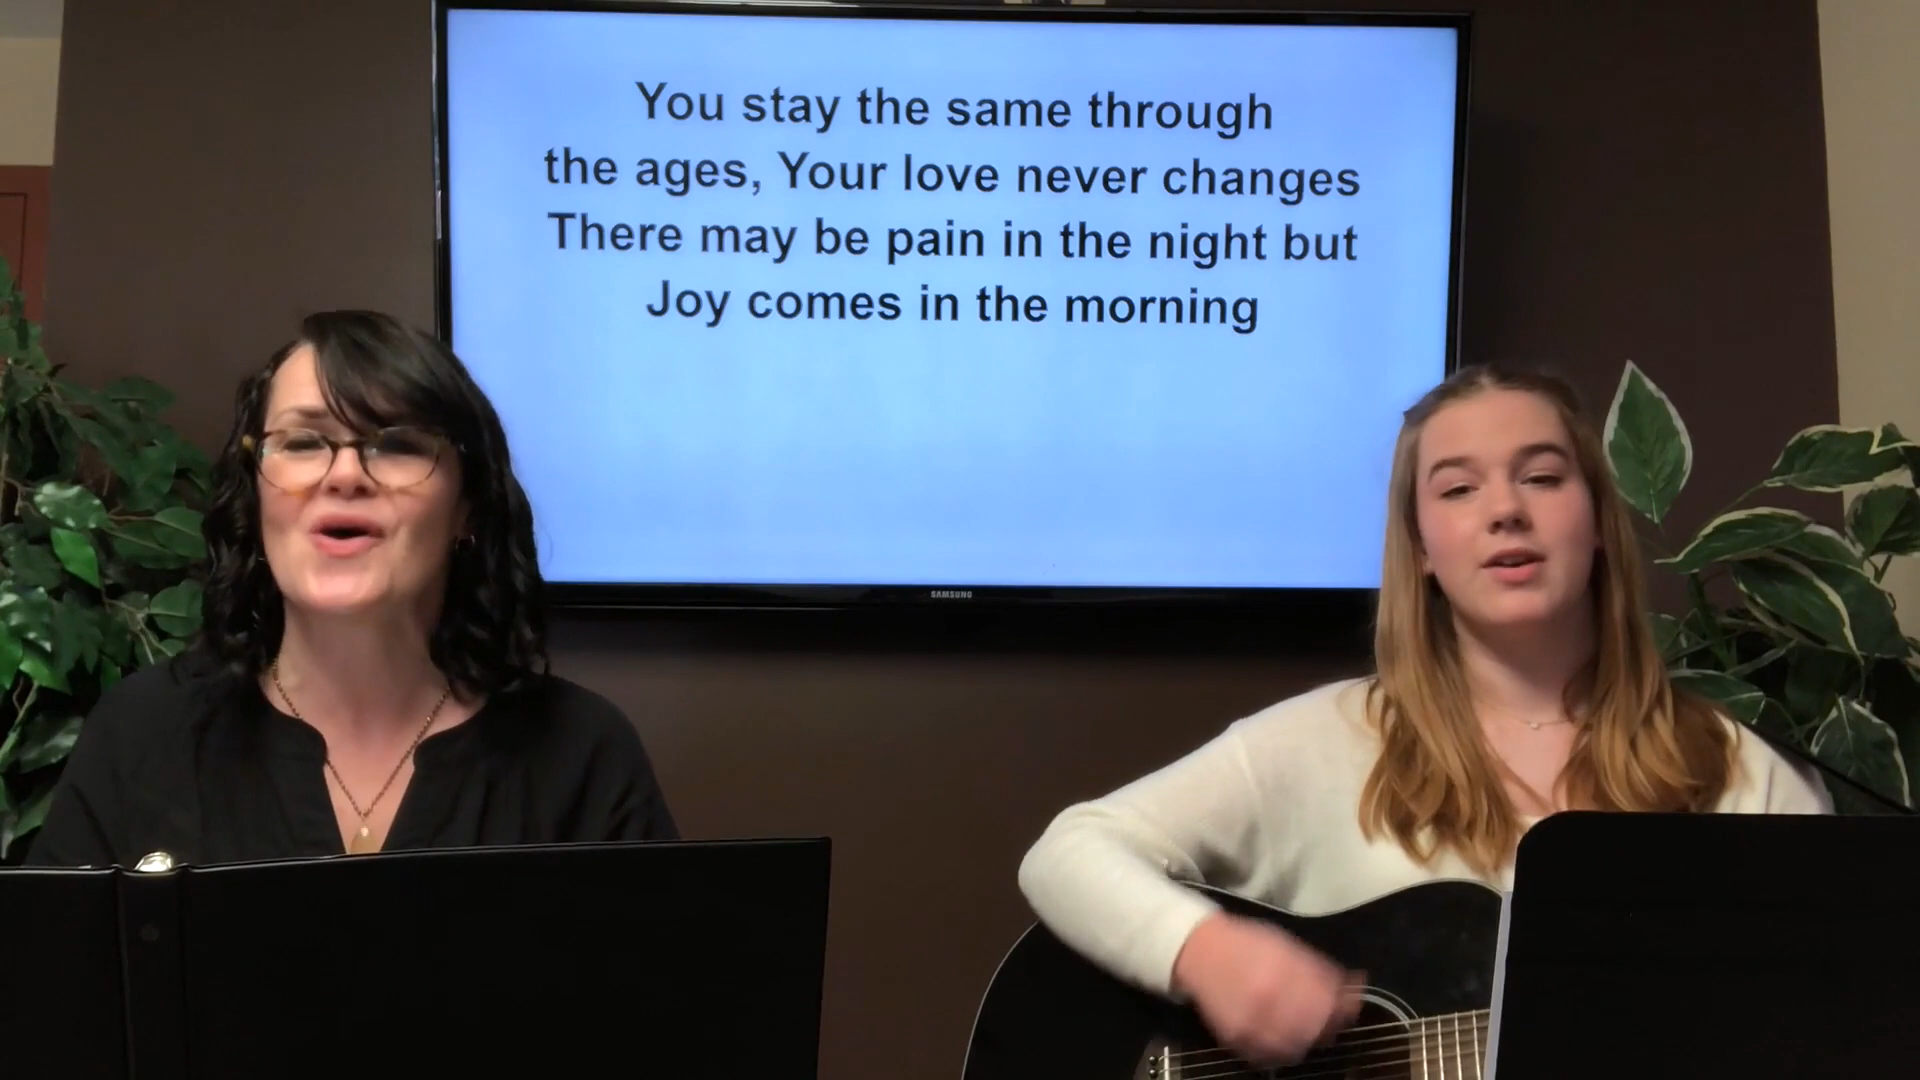 You stay the same through
the ages, Your love never changes
There may be pain in the night but
Joy comes in the morning
SAMSUNG